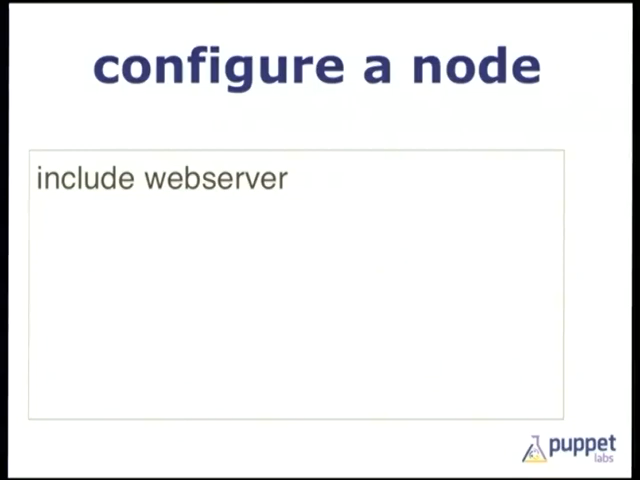 configure a node
include webserver
puppet
labs